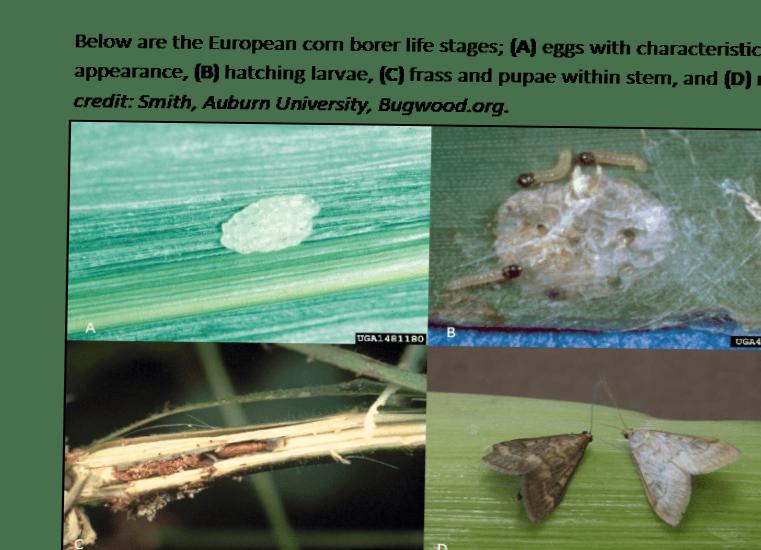 Below are the European corn borer life stages; (A) eggs with characteristic
appearance, (B) hatching larvae, (C) frass and pupae within stem, and (D)
credit: Smith, Auburn University, Bugwood.org.
A
UGA1481180
B
UGA4
C
D